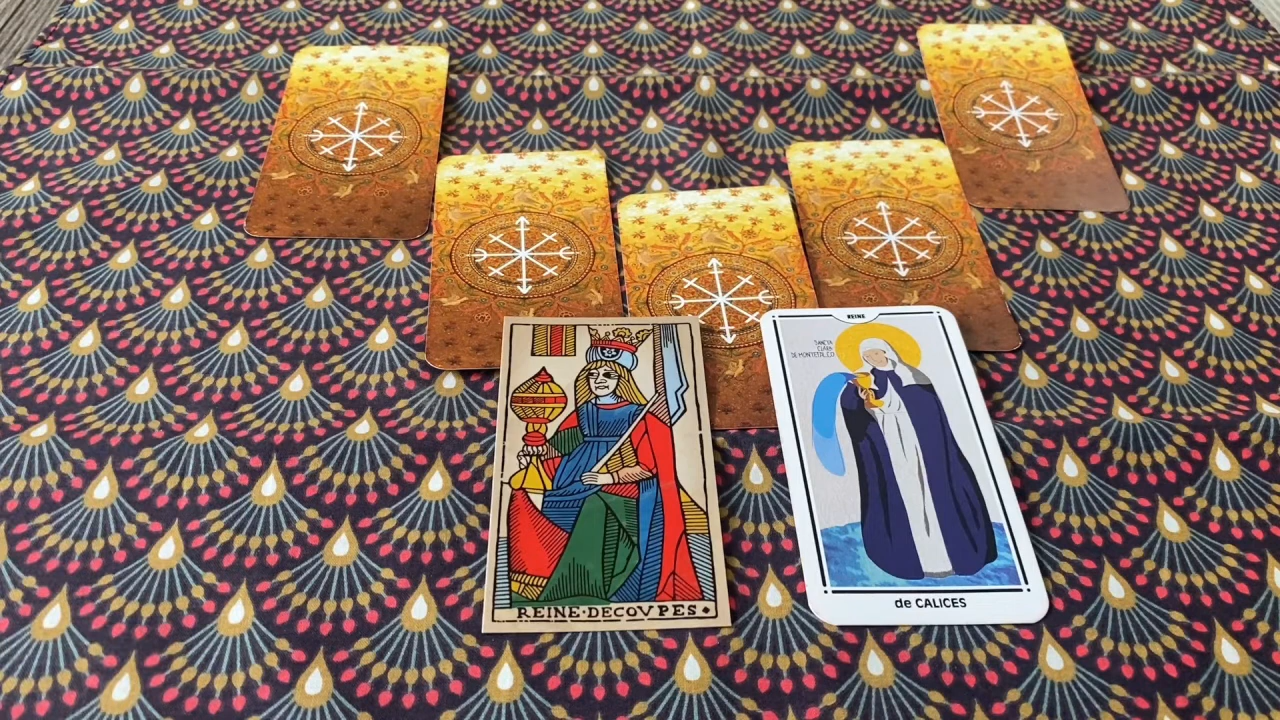 REINE·DECOVPES
REINE
SANCTA
CLARA
DE MONTEFALCO
de CALICES